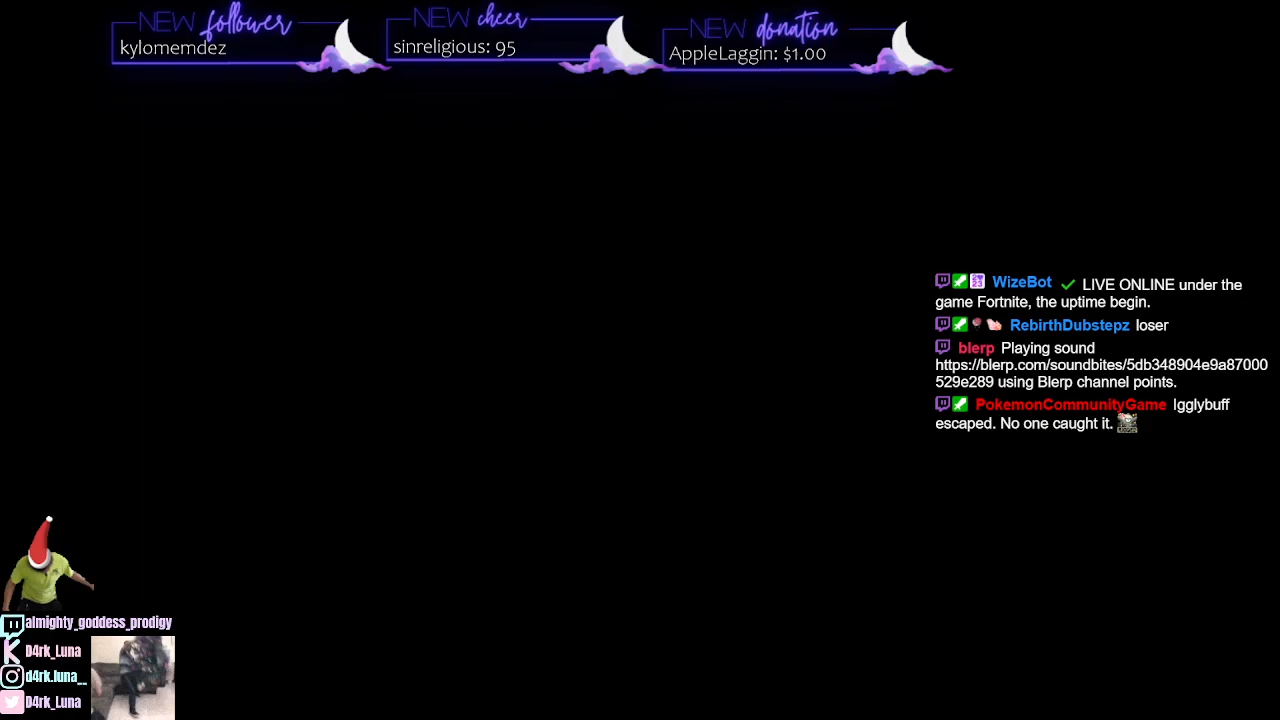 NEW follower
kylomemdez
NEW cheer
sinreligious: 95
NEW donation
AppleLaggin: $1.00
WizeBot LIVE ONLINE under the
game Fortnite, the uptime begin.
RebirthDubstepz loser
blerp Playing sound
https://blerp.com/soundbites/5db348904e9a87000
529e289 using Blerp channel points.
PokemonCommunityGame Igglybuff
escaped. No one caught it.
almighty_goddess_prodigy
D4rk_Luna
d4rk.luna__
D4rk_Luna